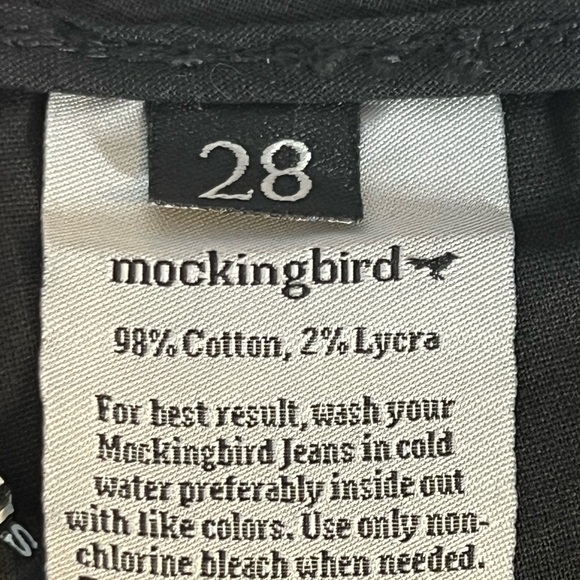 28
mockingbird
98% Cotton, 2% Lycra
For best result, wash your
Mockingbird Jeans in cold
water preferably inside out
with like colors. Use only non-
chlorine bleach when needed.